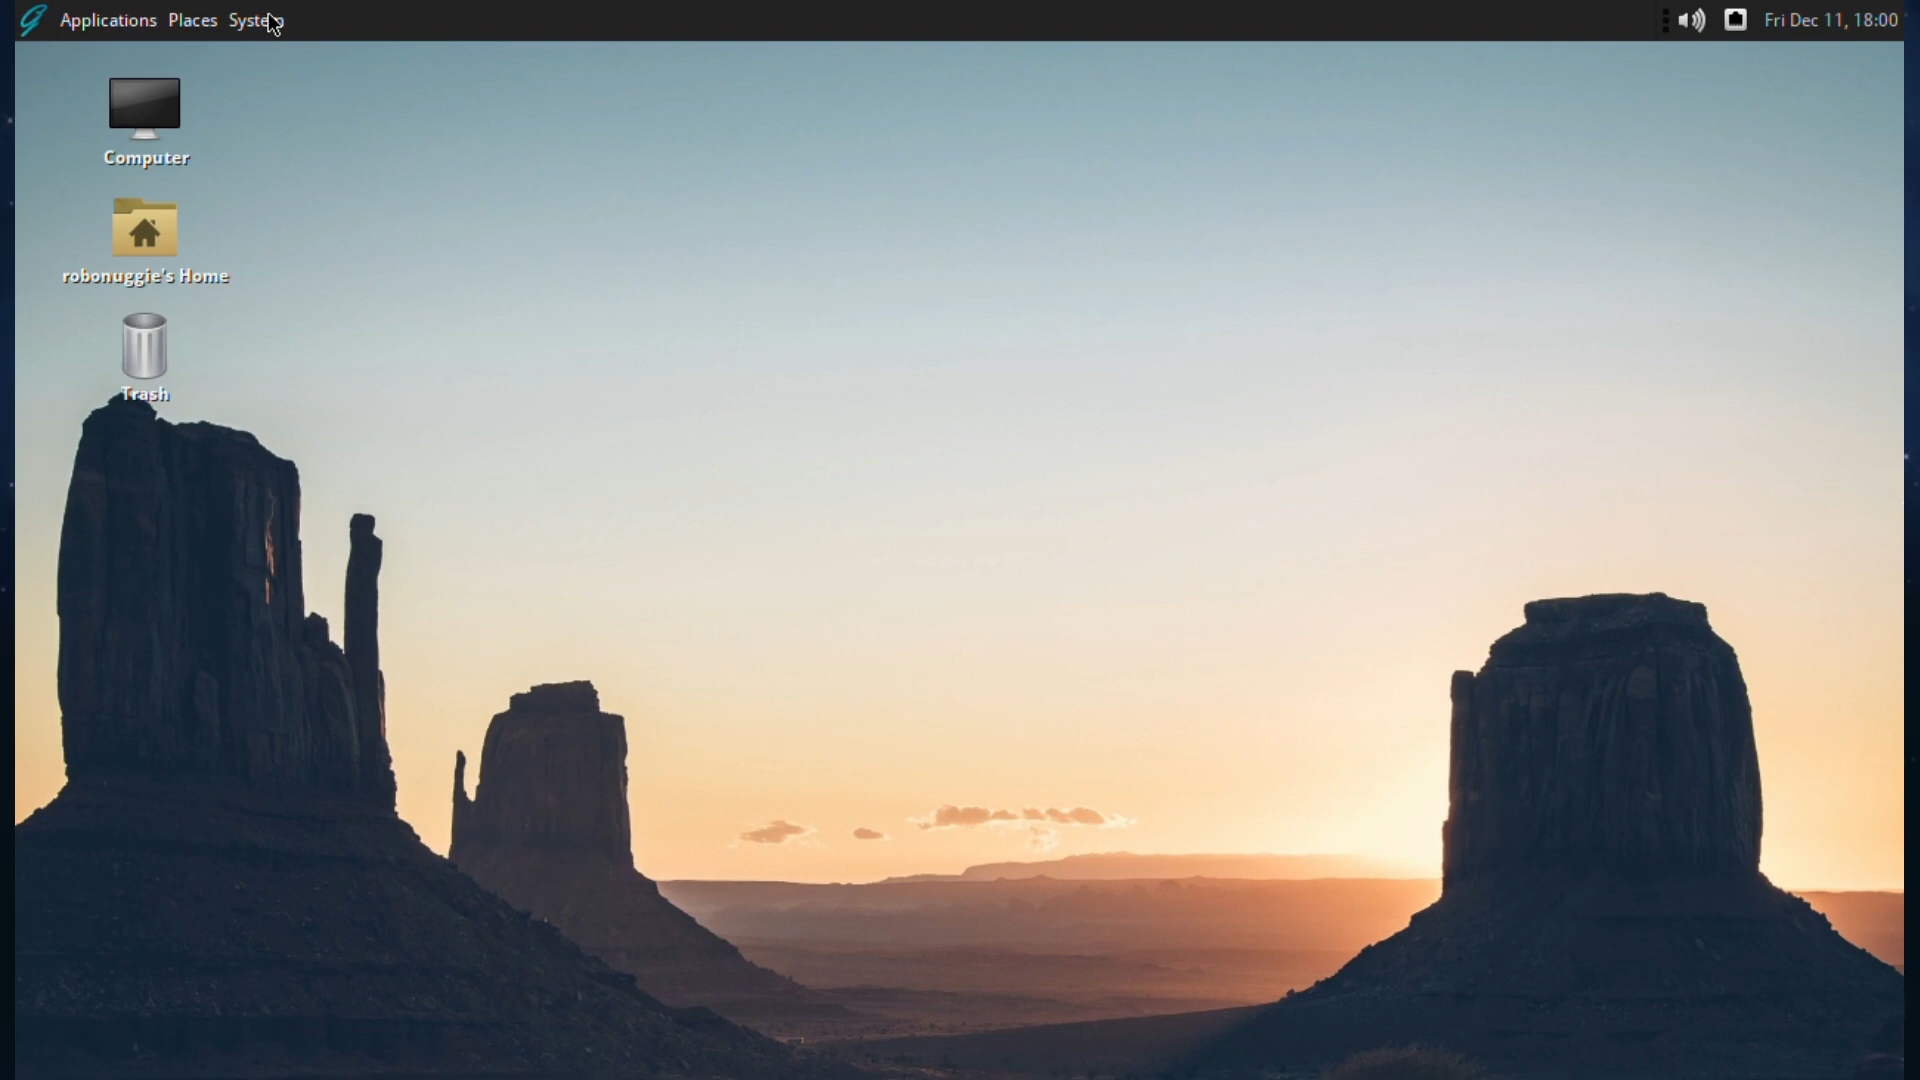 Applications Places System
Fri Dec 11, 18:00
Computer
robonuggie's Home
Trash